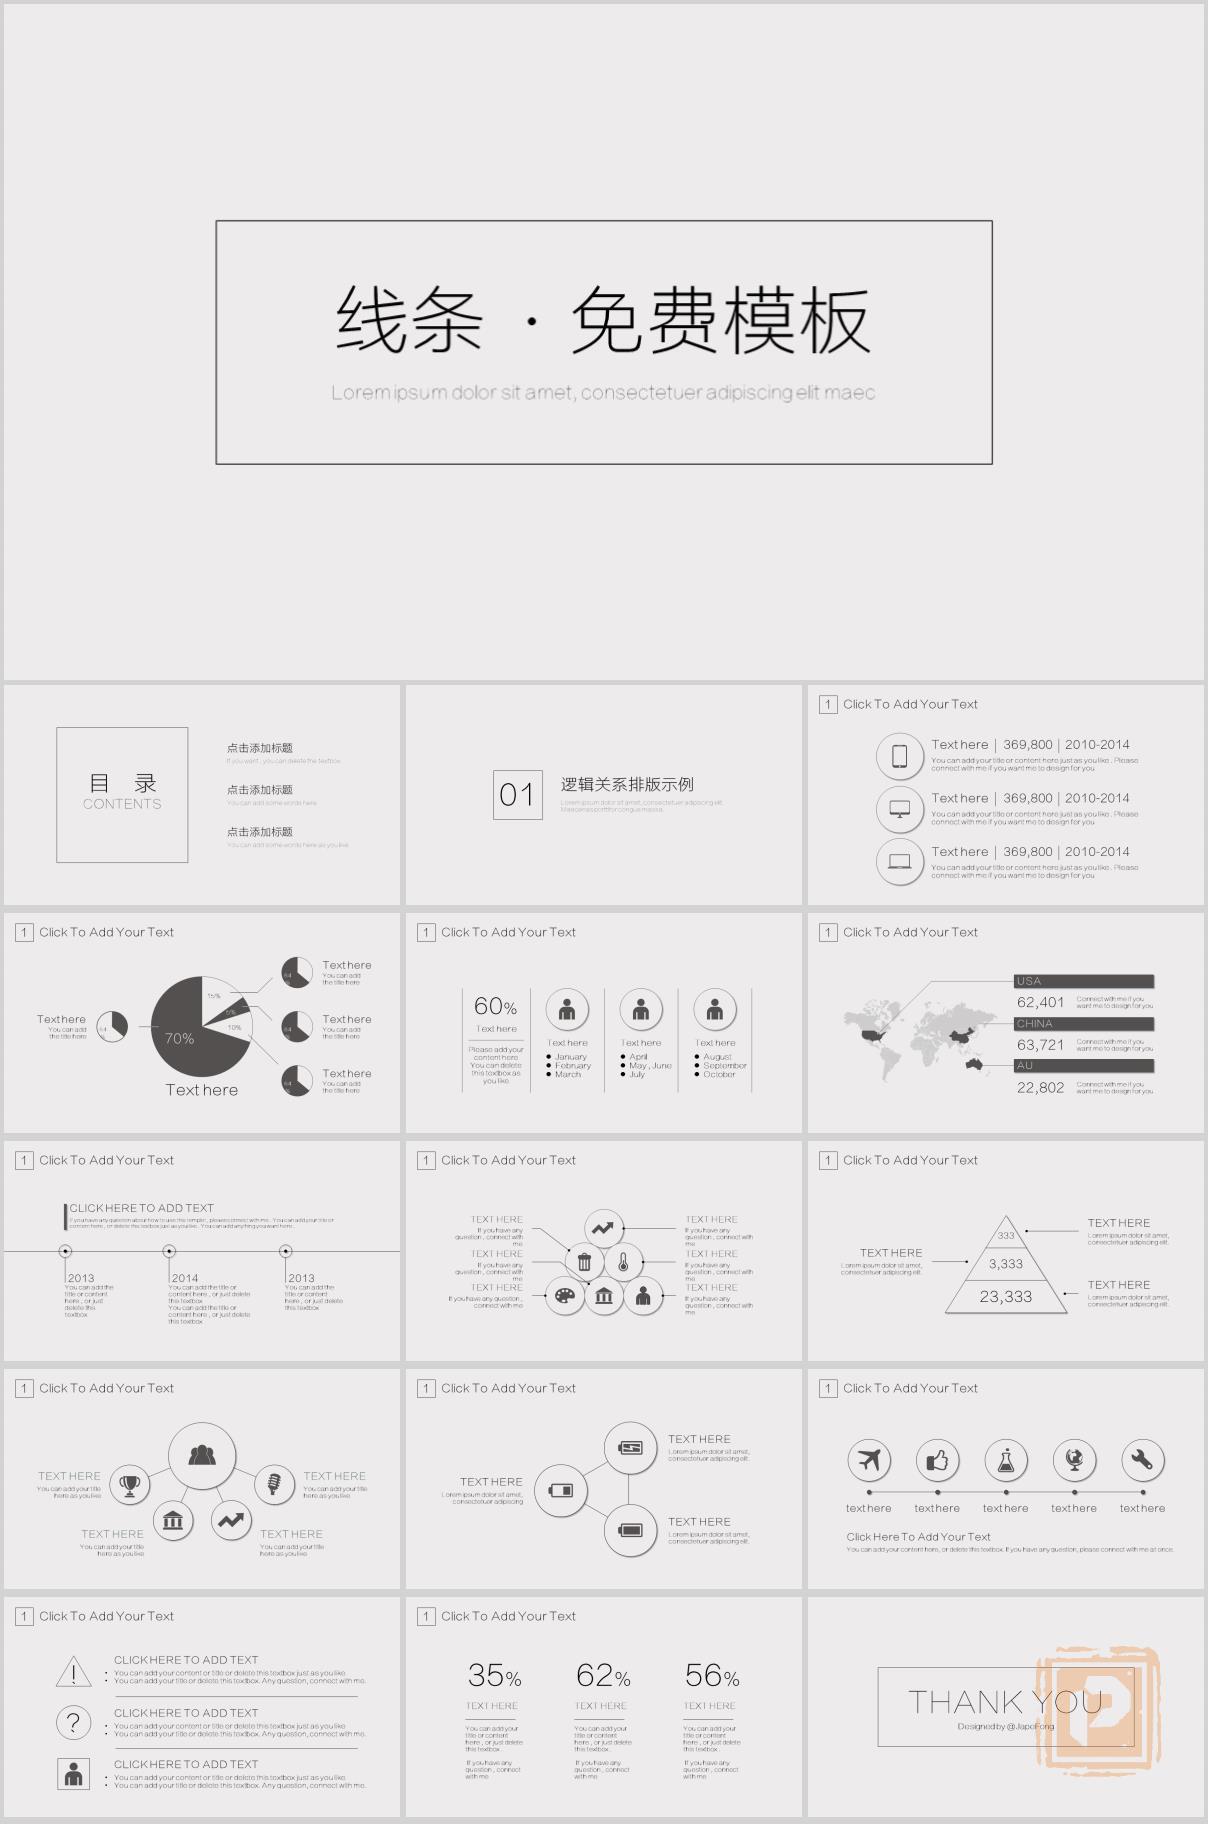 线条 · 免费模板
Lorem ipsum dolor sit amet, consectetuer adipiscing elit maec
目 录
CONTENTS
点击添加标题
If you want , you can delete the textbox.
点击添加标题
You can add some words here.
点击添加标题
You can add some words here as you like.
01
逻辑关系排版示例
Lorem ipsum dolor sit amet, consectetuer adipiscing elit.
Maecenas porttitor congue massa.
1 Click To Add Your Text
Text here | 369,800 | 2010-2014
You can add your title or content here just as you like . Please
connect with me if you want me to design for you
Text here | 369,800 | 2010-2014
You can add your title or content here just as you like . Please
connect with me if you want me to design for you
Text here | 369,800 | 2010-2014
You can add your title or content here just as you like . Please
connect with me if you want me to design for you
1 Click To Add Your Text
Text here
You can add
the title here
70%
15%
10%
Text here
Text here
You can add
the title here
Text here
You can add
the title here
Text here
You can add
the title here
1 Click To Add Your Text
60%
Text here
Please add your
content here
You can delete
this textbox as
you like
Text here
January
February
March
Text here
April
May , June
July
Text here
August
September
October
1 Click To Add Your Text
USA
62,401
Connect with me if you
want me to design for you
CHINA
63,721
Connect with me if you
want me to design for you
AU
22,802
Connect with me if you
want me to design for you
1 Click To Add Your Text
CLICK HERE TO ADD TEXT
If you have any question about how to use this templet , please connect with me . You can add your title or
content here , or delete this textbox just as you like . You can add anything you want here .
2013
You can add the
title or content
here , or just
delete this
textbox
2014
You can add the title or
content here , or just delete
this textbox
You can add the title or
content here , or just delete
this textbox
2013
You can add the
title or content
here , or just
delete this textbox
1 Click To Add Your Text
TEXT HERE
If you have any
question , connect with
me
TEXT HERE
If you have any
question , connect with
me
TEXT HERE
If you have any question ,
connect with me
TEXT HERE
If you have any
question , connect with
me
TEXT HERE
If you have any
question , connect with
me
TEXT HERE
If you have any
question , connect with
me
1 Click To Add Your Text
333
3,333
23,333
TEXT HERE
Lorem ipsum dolor sit amet,
consectetuer adipiscing elit.
TEXT HERE
Lorem ipsum dolor sit amet,
consectetuer adipiscing elit.
TEXT HERE
Lorem ipsum dolor sit amet,
consectetuer adipiscing elit.
1 Click To Add Your Text
TEXT HERE
You can add your title
here as you like
TEXT HERE
You can add your title
here as you like
TEXT HERE
You can add your title
here as you like
TEXT HERE
You can add your title
here as you like
1 Click To Add Your Text
TEXT HERE
Lorem ipsum dolor sit amet,
consectetuer adipiscing elit.
TEXT HERE
Lorem ipsum dolor sit amet,
consectetuer adipiscing
TEXT HERE
Lorem ipsum dolor sit amet,
consectetuer adipiscing elit.
1 Click To Add Your Text
text here text here text here text here text here
Click Here To Add Your Text
You can add your content here, or delete this textbox. If you have any question, please connect with me at once.
1 Click To Add Your Text
!
CLICK HERE TO ADD TEXT
You can add your content or title or delete this textbox just as you like
You can add your title or delete this textbox. Any question, connect with me.
?
CLICK HERE TO ADD TEXT
You can add your content or title or delete this textbox just as you like
You can add your title or delete this textbox. Any question, connect with me.
CLICK HERE TO ADD TEXT
You can add your content or title or delete this textbox just as you like
You can add your title or delete this textbox. Any question, connect with me.
1 Click To Add Your Text
35%
TEXT HERE
You can add your
title or content
here , or just delete
this textbox .
If you have any
question , connect
with me
62%
TEXT HERE
You can add your
title or content
here , or just delete
this textbox .
If you have any
question , connect
with me
56%
TEXT HERE
You can add your
title or content
here , or just delete
this textbox .
If you have any
question , connect
with me
THANK YOU
Designed by @JapeFong